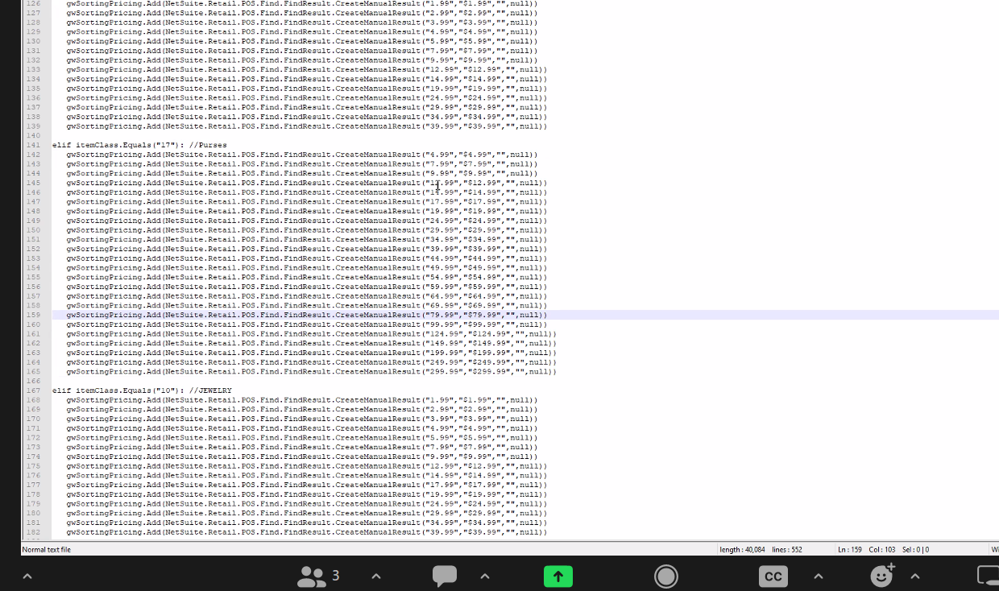 126 gwSortingPricing.Add(NetSuite.Retail.POS.Find.FindResult.CreateManualResult("1.99","$1.99","",null))
127 gwSortingPricing.Add(NetSuite.Retail.POS.Find.FindResult.CreateManualResult("2.99","$2.99","",null))
128 gwSortingPricing.Add(NetSuite.Retail.POS.Find.FindResult.CreateManualResult("3.99","$3.99","",null))
129 gwSortingPricing.Add(NetSuite.Retail.POS.Find.FindResult.CreateManualResult("4.99","$4.99","",null))
130 gwSortingPricing.Add(NetSuite.Retail.POS.Find.FindResult.CreateManualResult("5.99","$5.99","",null))
131 gwSortingPricing.Add(NetSuite.Retail.POS.Find.FindResult.CreateManualResult("7.99","$7.99","",null))
132 gwSortingPricing.Add(NetSuite.Retail.POS.Find.FindResult.CreateManualResult("9.99","$9.99","",null))
133 gwSortingPricing.Add(NetSuite.Retail.POS.Find.FindResult.CreateManualResult("12.99","$12.99","",null))
134 gwSortingPricing.Add(NetSuite.Retail.POS.Find.FindResult.CreateManualResult("14.99","$14.99","",null))
135 gwSortingPricing.Add(NetSuite.Retail.POS.Find.FindResult.CreateManualResult("19.99","$19.99","",null))
136 gwSortingPricing.Add(NetSuite.Retail.POS.Find.FindResult.CreateManualResult("24.99","$24.99","",null))
137 gwSortingPricing.Add(NetSuite.Retail.POS.Find.FindResult.CreateManualResult("29.99","$29.99","",null))
138 gwSortingPricing.Add(NetSuite.Retail.POS.Find.FindResult.CreateManualResult("34.99","$34.99","",null))
139 gwSortingPricing.Add(NetSuite.Retail.POS.Find.FindResult.CreateManualResult("39.99","$39.99","",null))
140
141 elif itemClass.Equals("17"): //Purses
142 gwSortingPricing.Add(NetSuite.Retail.POS.Find.FindResult.CreateManualResult("4.99","$4.99","",null))
143 gwSortingPricing.Add(NetSuite.Retail.POS.Find.FindResult.CreateManualResult("7.99","$7.99","",null))
144 gwSortingPricing.Add(NetSuite.Retail.POS.Find.FindResult.CreateManualResult("9.99","$9.99","",null))
145 gwSortingPricing.Add(NetSuite.Retail.POS.Find.FindResult.CreateManualResult("12.99","$12.99","",null))
146 gwSortingPricing.Add(NetSuite.Retail.POS.Find.FindResult.CreateManualResult("14.99","$14.99","",null))
147 gwSortingPricing.Add(NetSuite.Retail.POS.Find.FindResult.CreateManualResult("17.99","$17.99","",null))
148 gwSortingPricing.Add(NetSuite.Retail.POS.Find.FindResult.CreateManualResult("19.99","$19.99","",null))
149 gwSortingPricing.Add(NetSuite.Retail.POS.Find.FindResult.CreateManualResult("24.99","$24.99","",null))
150 gwSortingPricing.Add(NetSuite.Retail.POS.Find.FindResult.CreateManualResult("29.99","$29.99","",null))
151 gwSortingPricing.Add(NetSuite.Retail.POS.Find.FindResult.CreateManualResult("34.99","$34.99","",null))
152 gwSortingPricing.Add(NetSuite.Retail.POS.Find.FindResult.CreateManualResult("39.99","$39.99","",null))
153 gwSortingPricing.Add(NetSuite.Retail.POS.Find.FindResult.CreateManualResult("44.99","$44.99","",null))
154 gwSortingPricing.Add(NetSuite.Retail.POS.Find.FindResult.CreateManualResult("49.99","$49.99","",null))
155 gwSortingPricing.Add(NetSuite.Retail.POS.Find.FindResult.CreateManualResult("54.99","$54.99","",null))
156 gwSortingPricing.Add(NetSuite.Retail.POS.Find.FindResult.CreateManualResult("59.99","$59.99","",null))
157 gwSortingPricing.Add(NetSuite.Retail.POS.Find.FindResult.CreateManualResult("64.99","$64.99","",null))
158 gwSortingPricing.Add(NetSuite.Retail.POS.Find.FindResult.CreateManualResult("69.99","$69.99","",null))
159 gwSortingPricing.Add(NetSuite.Retail.POS.Find.FindResult.CreateManualResult("79.99","$79.99","",null))
160 gwSortingPricing.Add(NetSuite.Retail.POS.Find.FindResult.CreateManualResult("99.99","$99.99","",null))
161 gwSortingPricing.Add(NetSuite.Retail.POS.Find.FindResult.CreateManualResult("124.99","$124.99","",null))
162 gwSortingPricing.Add(NetSuite.Retail.POS.Find.FindResult.CreateManualResult("149.99","$149.99","",null))
163 gwSortingPricing.Add(NetSuite.Retail.POS.Find.FindResult.CreateManualResult("199.99","$199.99","",null))
164 gwSortingPricing.Add(NetSuite.Retail.POS.Find.FindResult.CreateManualResult("249.99","$249.99","",null))
165 gwSortingPricing.Add(NetSuite.Retail.POS.Find.FindResult.CreateManualResult("299.99","$299.99","",null))
166
167 elif itemClass.Equals("10"): //JEWELRY
168 gwSortingPricing.Add(NetSuite.Retail.POS.Find.FindResult.CreateManualResult("1.99","$1.99","",null))
169 gwSortingPricing.Add(NetSuite.Retail.POS.Find.FindResult.CreateManualResult("2.99","$2.99","",null))
170 gwSortingPricing.Add(NetSuite.Retail.POS.Find.FindResult.CreateManualResult("3.99","$3.99","",null))
171 gwSortingPricing.Add(NetSuite.Retail.POS.Find.FindResult.CreateManualResult("4.99","$4.99","",null))
172 gwSortingPricing.Add(NetSuite.Retail.POS.Find.FindResult.CreateManualResult("5.99","$5.99","",null))
173 gwSortingPricing.Add(NetSuite.Retail.POS.Find.FindResult.CreateManualResult("7.99","$7.99","",null))
174 gwSortingPricing.Add(NetSuite.Retail.POS.Find.FindResult.CreateManualResult("9.99","$9.99","",null))
175 gwSortingPricing.Add(NetSuite.Retail.POS.Find.FindResult.CreateManualResult("12.99","$12.99","",null))
176 gwSortingPricing.Add(NetSuite.Retail.POS.Find.FindResult.CreateManualResult("14.99","$14.99","",null))
177 gwSortingPricing.Add(NetSuite.Retail.POS.Find.FindResult.CreateManualResult("17.99","$17.99","",null))
178 gwSortingPricing.Add(NetSuite.Retail.POS.Find.FindResult.CreateManualResult("19.99","$19.99","",null))
179 gwSortingPricing.Add(NetSuite.Retail.POS.Find.FindResult.CreateManualResult("24.99","$24.99","",null))
180 gwSortingPricing.Add(NetSuite.Retail.POS.Find.FindResult.CreateManualResult("29.99","$29.99","",null))
181 gwSortingPricing.Add(NetSuite.Retail.POS.Find.FindResult.CreateManualResult("34.99","$34.99","",null))
182 gwSortingPricing.Add(NetSuite.Retail.POS.Find.FindResult.CreateManualResult("39.99","$39.99","",null))
Normal text file length : 40,084 lines : 552 Ln : 159 Col : 103 Sel : 0 | 0 Wi
3
CC